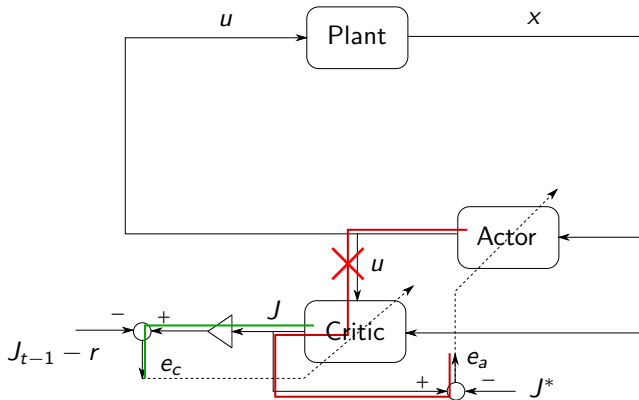 u
Plant
x
Actor
u
J
Critic
−
+
J_{t−1} − r
e_c
e_a
+
−
J*